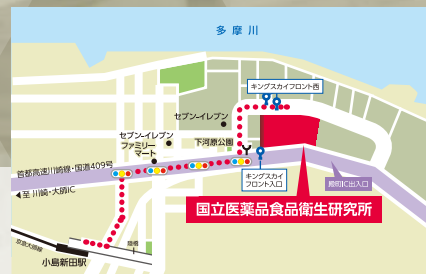 多摩川
キングスカイフロント西
セブン-イレブン
セブン-イレブン
ファミリー
マート
下河原公園
首都高速川崎線・国道409号
至 川崎・大師IC
キングスカイ
フロント入口
殿町IC出入口
国立医薬品食品衛生研究所
京急大師線
陸橋
小島新田駅